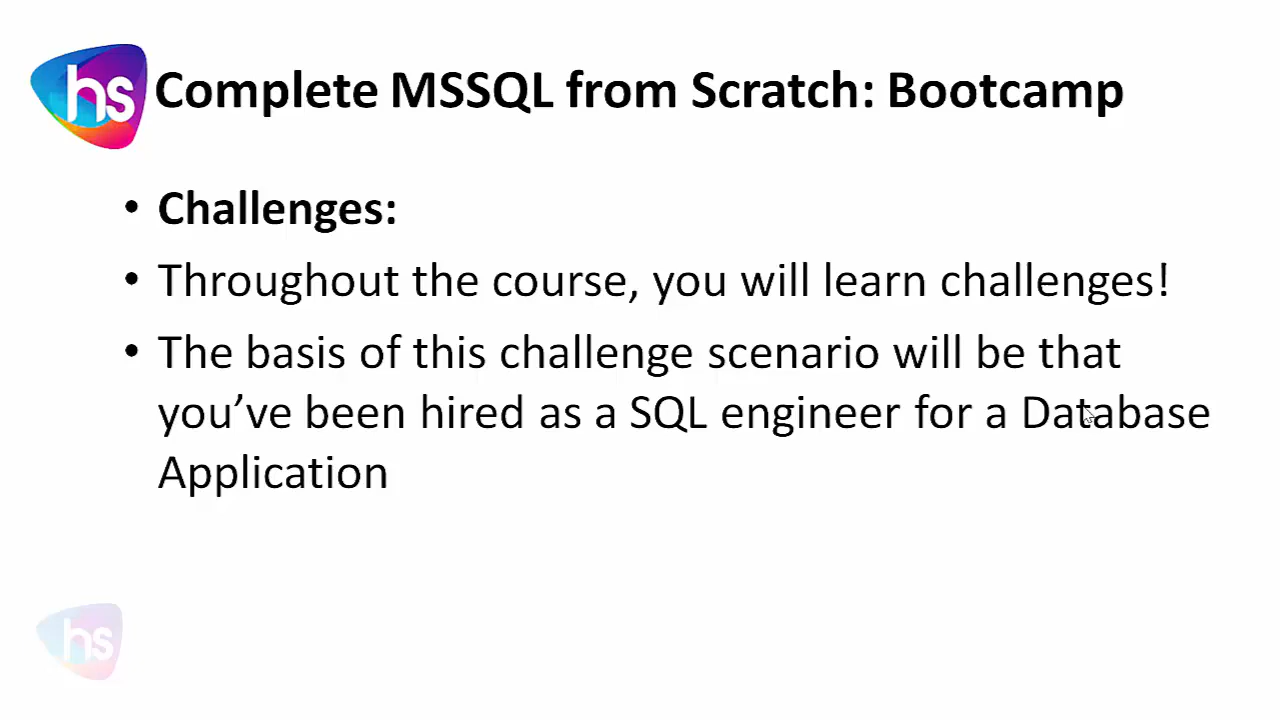 hs
Complete MSSQL from Scratch: Bootcamp
• Challenges:
• Throughout the course, you will learn challenges!
• The basis of this challenge scenario will be that
you’ve been hired as a SQL engineer for a Database
Application
hs